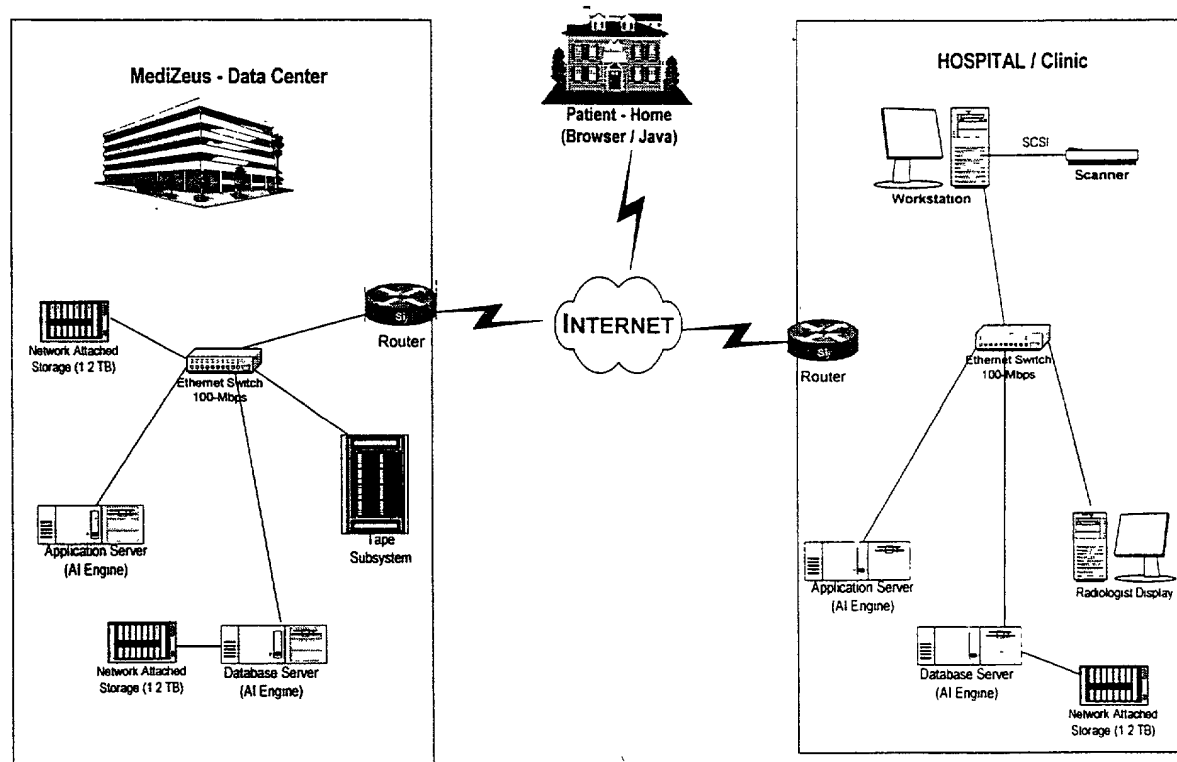 MediZeus - Data Center
Patient - Home
(Browser / Java)
HOSPITAL / Clinic
SCSI
Scanner
Workstation
INTERNET
Router
Router
Network Attached
Storage (1 2 TB)
Ethernet Switch
100-Mbps
Ethernet Switch
100-Mbps
Tape
Subsystem
Application Server
(AI Engine)
Application Server
(AI Engine)
Radiologist Display
Network Attached
Storage (1 2 TB)
Database Server
(AI Engine)
Database Server
(AI Engine)
Network Attached
Storage (1 2 TB)